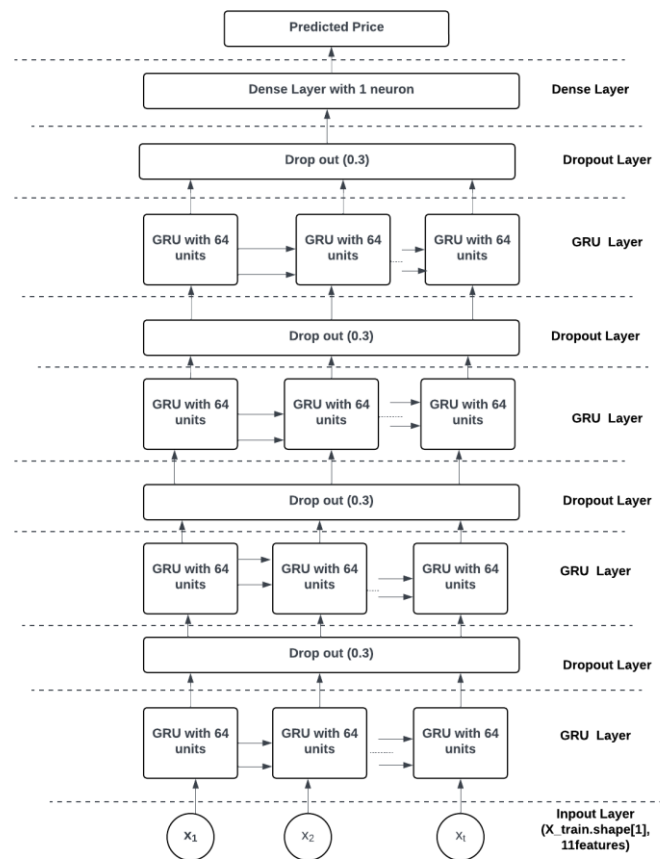 Predicted Price
Dense Layer with 1 neuron
Dense Layer
Drop out (0.3)
Dropout Layer
GRU with 64
units
GRU with 64
units
GRU with 64
units
GRU Layer
Drop out (0.3)
Dropout Layer
GRU with 64
units
GRU with 64
units
GRU with 64
units
GRU Layer
Drop out (0.3)
Dropout Layer
GRU with 64
units
GRU with 64
units
GRU with 64
units
GRU Layer
Drop out (0.3)
Dropout Layer
GRU with 64
units
GRU with 64
units
GRU with 64
units
GRU Layer
x₁
x₂
xₜ
Inpout Layer
(X_train.shape[1],
11features)